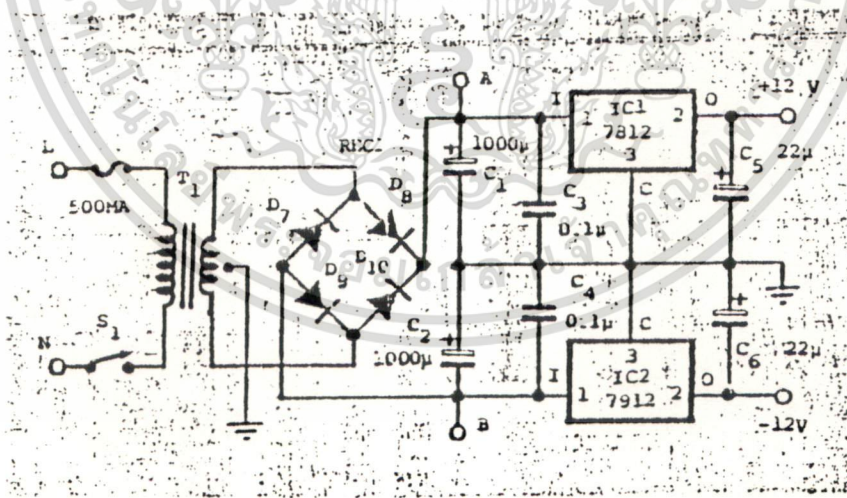 A
L
500MA
N
S1
T1
D7
D8
D9
D10
1000µ
C1
C2
1000µ
C3
0.1µ
C4
0.1µ
I
IC1
7812
1
2
3
O
C
+12 V
C5
22µ
I
3
IC2
7912
1
2
O
C
C6
22µ
-12V
B